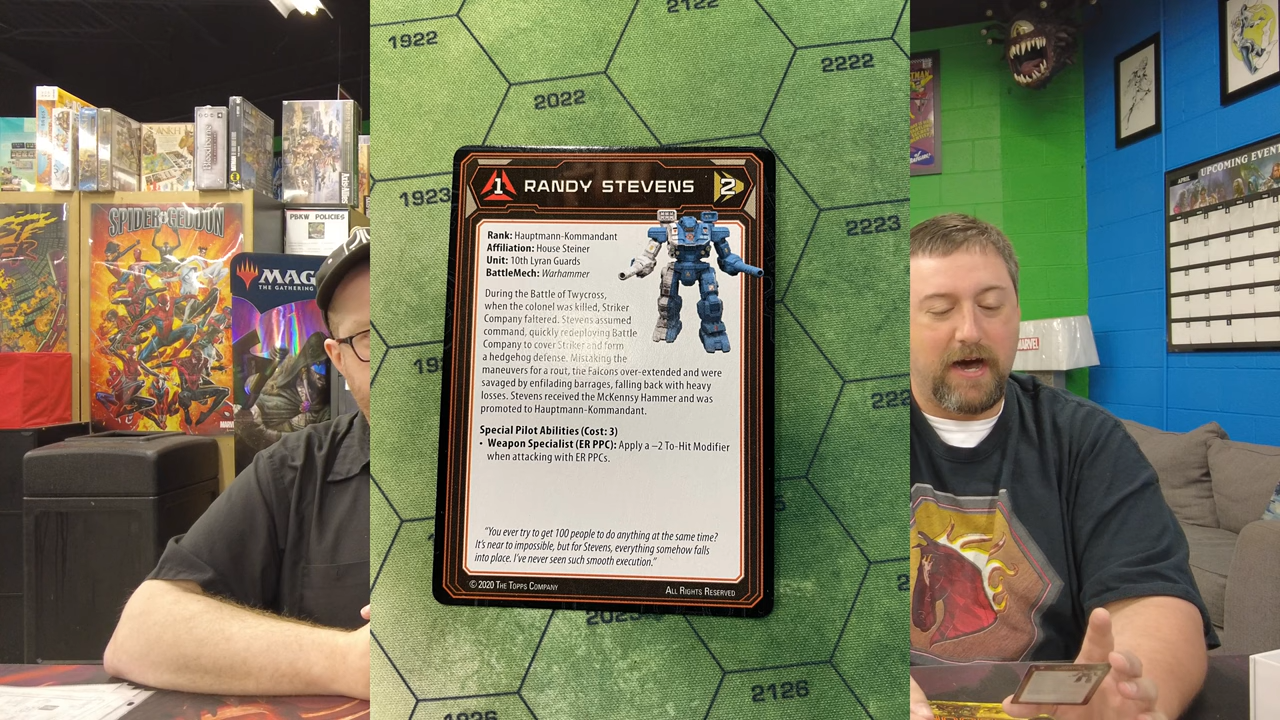 1922
2122
2222
2022
1923
2223
2126
SPIDER-GEDDON
PBKW POLICIES
MAG
THE GATHERING
MARVEL
UPCOMING EVENT
APRIL
1 RANDY STEVENS 2
Rank: Hauptmann-Kommandant
Affiliation: House Steiner
Unit: 10th Lyran Guards
BattleMech: Warhammer
During the Battle of Twycross,
when the colonel was killed, Striker
Company faltered. Stevens assumed
command, quickly redeploying Battle
Company to cover Striker and form
a hedgehog defense. Mistaking the
maneuvers for a rout, the Falcons over-extended and were
savaged by enfilading barrages, falling back with heavy
losses. Stevens received the McKennsy Hammer and was
promoted to Hauptmann-Kommandant.
Special Pilot Abilities (Cost: 3)
• Weapon Specialist (ER PPC): Apply a –2 To-Hit Modifier
when attacking with ER PPCs.
"You ever try to get 100 people to do anything at the same time?
It's near to impossible, but for Stevens, everything somehow falls
into place. I've never seen such smooth execution."
© 2020 The Topps Company
All Rights Reserved